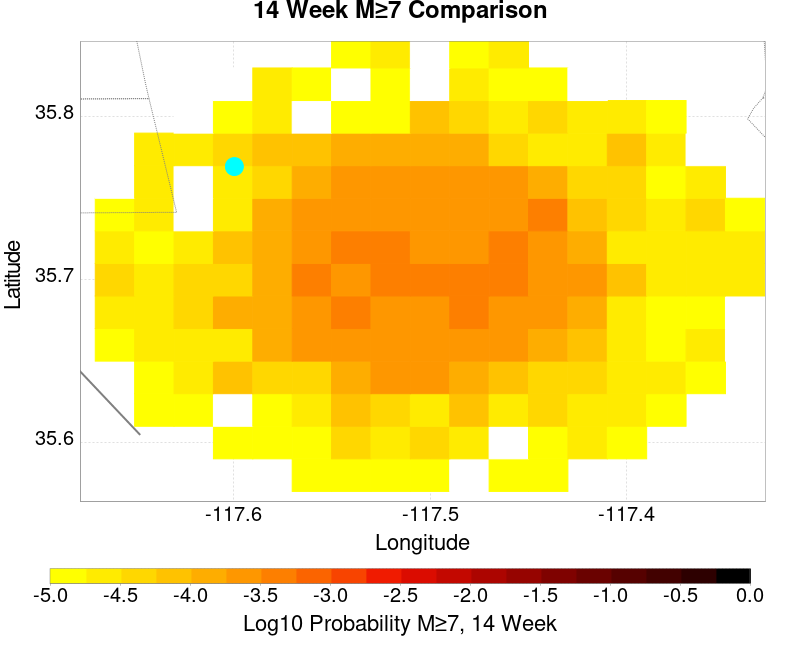 14 Week M≥7 Comparison
35.8
35.7
35.6
Latitude
-117.6 -117.5 -117.4
Longitude
-5.0 -4.5 -4.0 -3.5 -3.0 -2.5 -2.0 -1.5 -1.0 -0.5 0.0
Log10 Probability M≥7, 14 Week